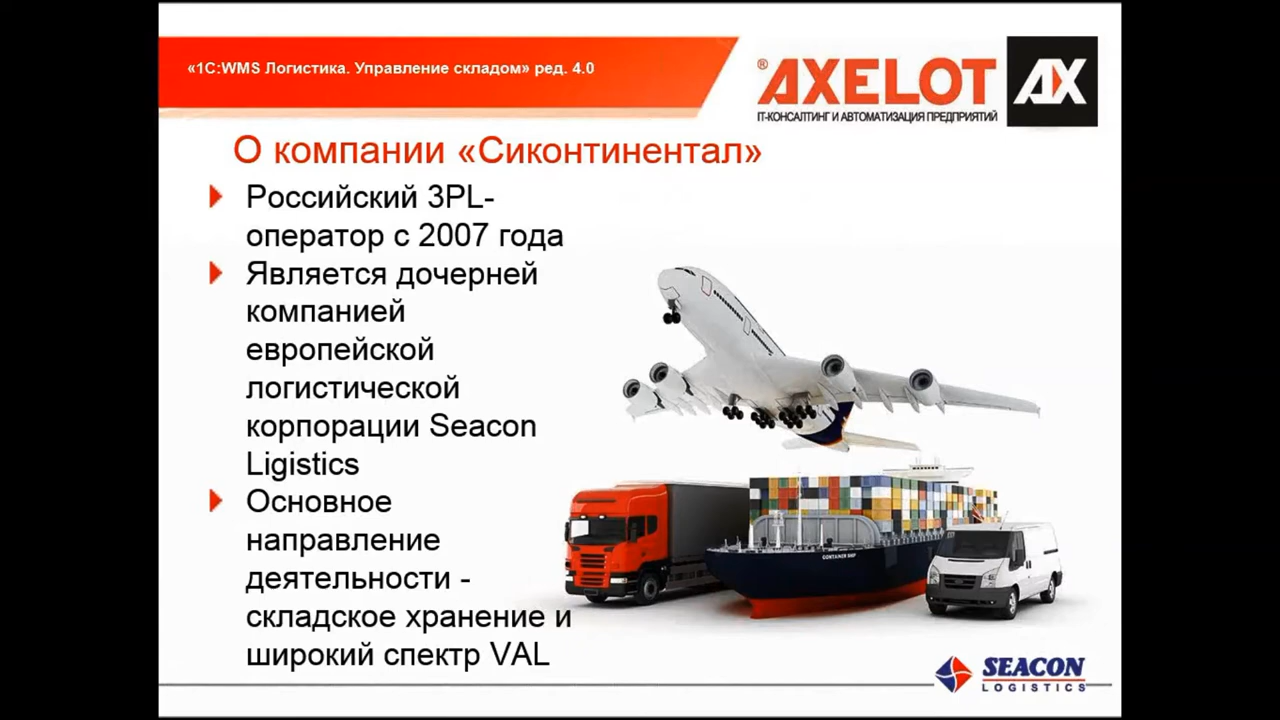 «1С:WMS Логистика. Управление складом» ред. 4.0
® AXELOT AX
IT-КОНСАЛТИНГ И АВТОМАТИЗАЦИЯ ПРЕДПРИЯТИЙ
О компании «Сиконтинентал»
Российский 3PL-
оператор с 2007 года
Является дочерней
компанией
европейской
логистической
корпорации Seacon
Ligistics
Основное
направление
деятельности -
складское хранение и
широкий спектр VAL
CONTAINER SHIP
SEACON
LOGISTICS